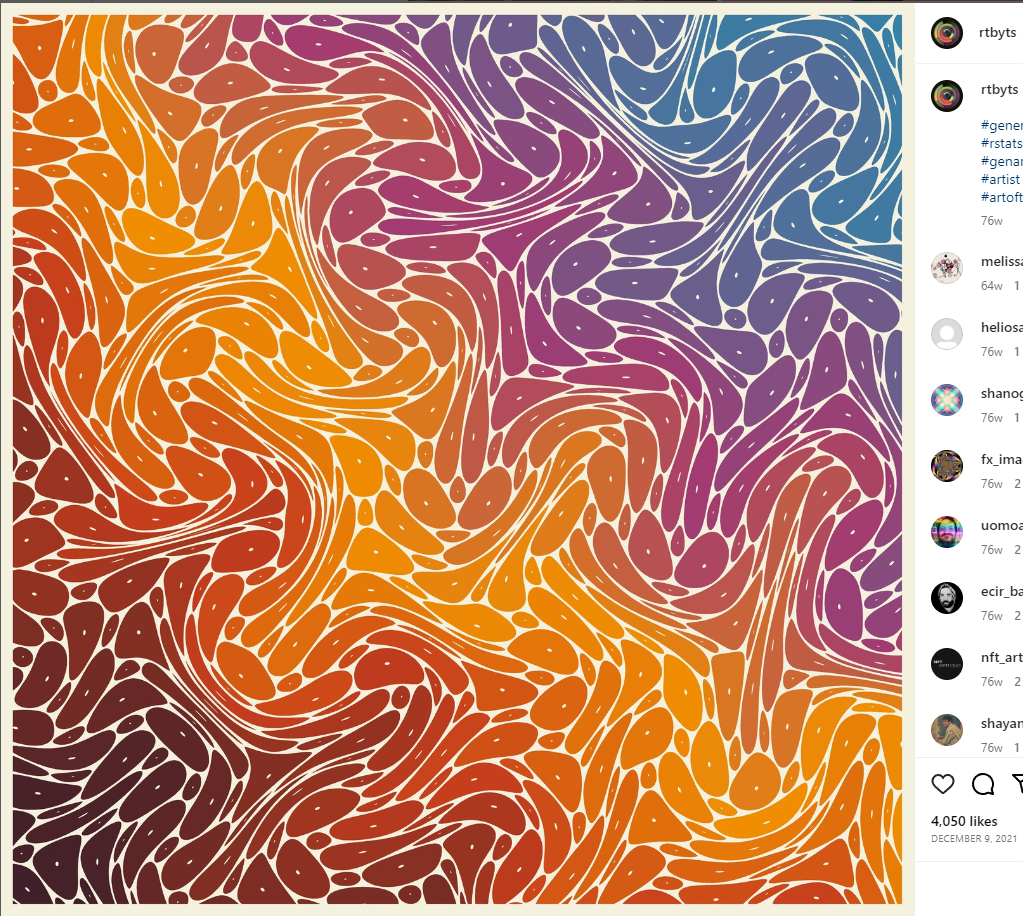 rtbyts
rtbyts
#gener
#rstats
#genar
#artist
#artoft
76w
melissa
64w 1
heliosa
76w 1
shanog
76w 1
fx_ima
76w 2
uomoa
76w 2
ecir_ba
76w 2
nft_art
76w 2
shayan
76w 1
4,050 likes
DECEMBER 9, 2021